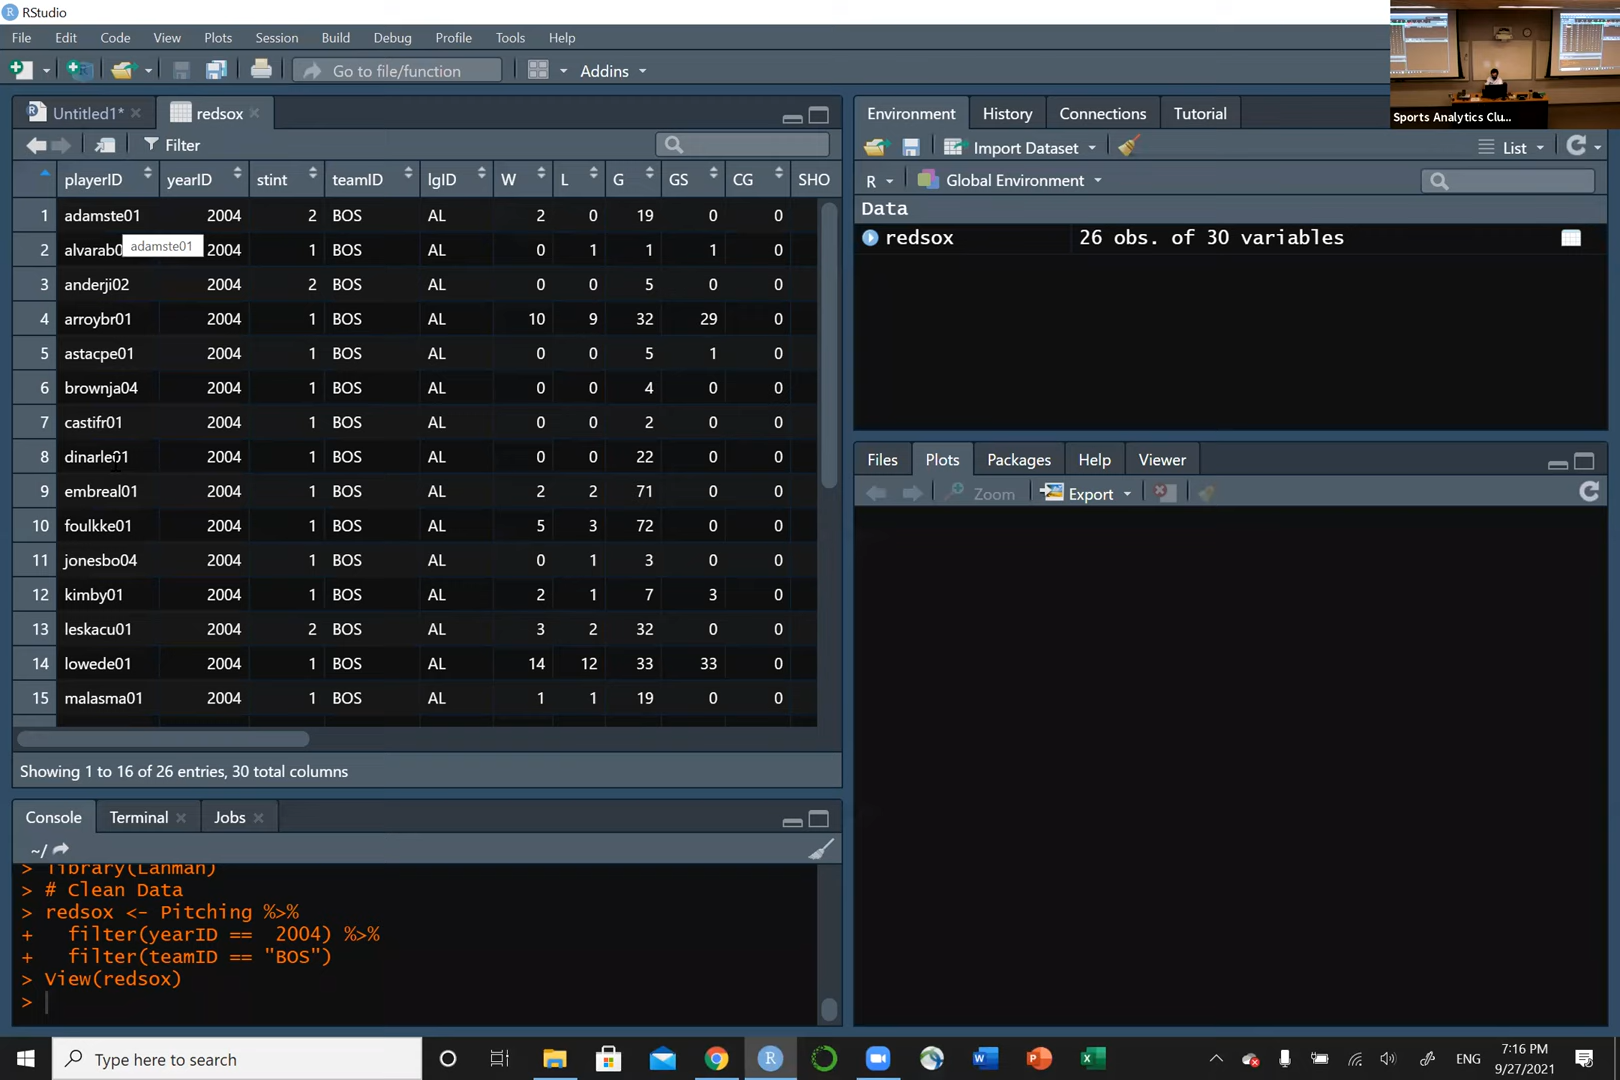 RStudio
File Edit Code View Plots Session Build Debug Profile Tools Help
Go to file/function Addins
Sports Analytics Clu...
Untitled1* redsox
Filter
playerID yearID stint teamID lgID W L G GS CG SHO
1 adamste01 2004 2 BOS AL 2 0 19 0 0
2 alvarab0 2004 1 BOS AL 0 1 1 1 0
adamste01
3 anderji02 2004 2 BOS AL 0 0 5 0 0
4 arroybr01 2004 1 BOS AL 10 9 32 29 0
5 astacpe01 2004 1 BOS AL 0 0 5 1 0
6 brownja04 2004 1 BOS AL 0 0 4 0 0
7 castifr01 2004 1 BOS AL 0 0 2 0 0
8 dinarle01 2004 1 BOS AL 0 0 22 0 0
9 embreal01 2004 1 BOS AL 2 2 71 0 0
10 foulkke01 2004 1 BOS AL 5 3 72 0 0
11 jonesbo04 2004 1 BOS AL 0 1 3 0 0
12 kimby01 2004 1 BOS AL 2 1 7 3 0
13 leskacu01 2004 2 BOS AL 3 2 32 0 0
14 lowede01 2004 1 BOS AL 14 12 33 33 0
15 malasma01 2004 1 BOS AL 1 1 19 0 0
Showing 1 to 16 of 26 entries, 30 total columns
Console Terminal Jobs
~/
> library(Lahman)
> # Clean Data
> redsox <- Pitching %>%
+ filter(yearID == 2004) %>%
+ filter(teamID == "BOS")
> View(redsox)
>
Environment History Connections Tutorial
Import Dataset List
R Global Environment
Data
redsox 26 obs. of 30 variables
Files Plots Packages Help Viewer
Zoom Export
Type here to search
ENG
7:16 PM
9/27/2021